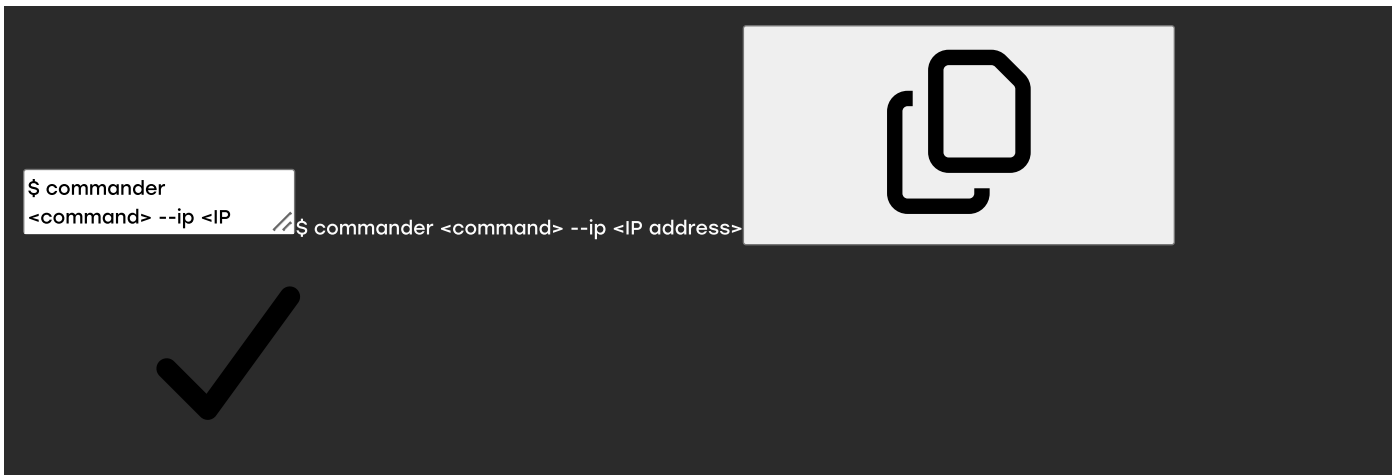 $ commander
<command> --ip <IP
$ commander <command> --ip <IP address>